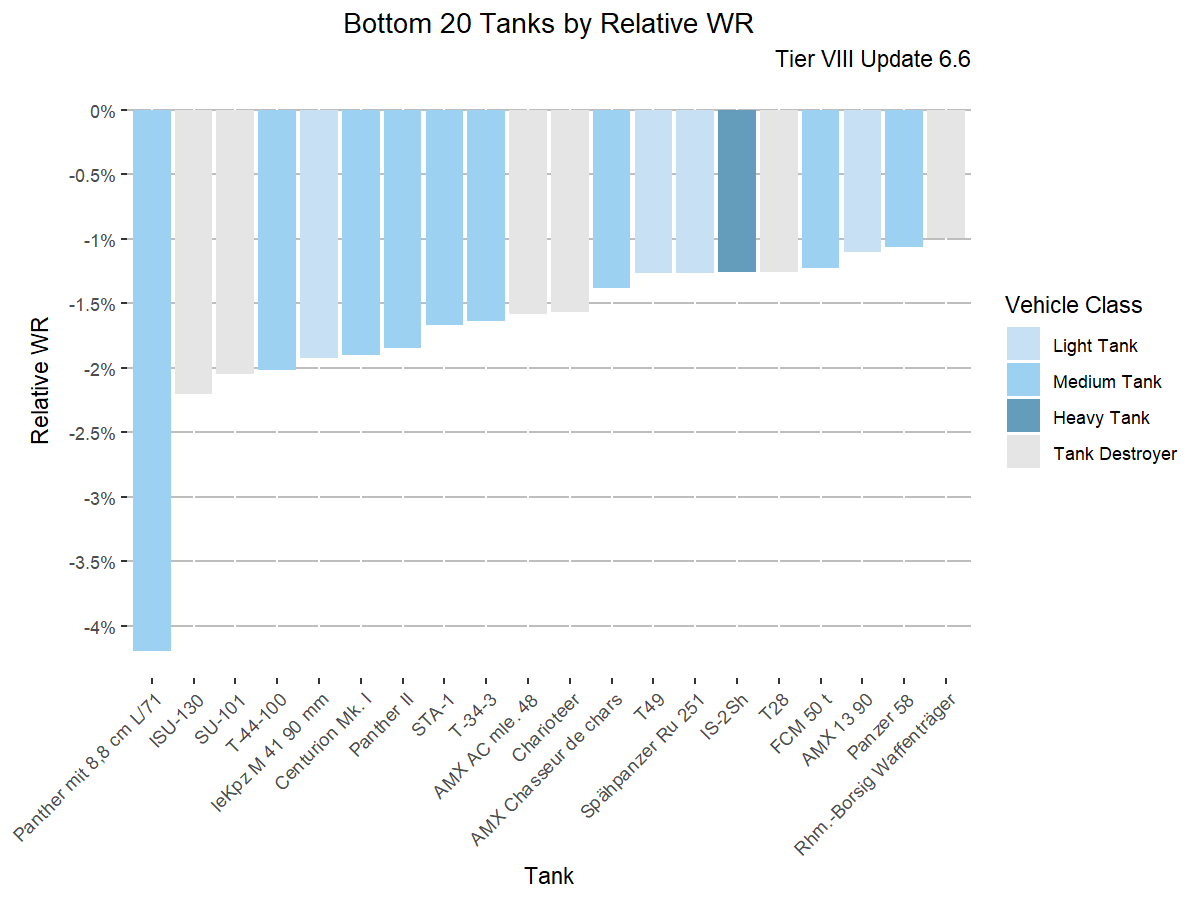 Bottom 20 Tanks by Relative WR
Tier VIII Update 6.6
0%
-0.5%
-1%
-1.5%
-2%
-2.5%
-3%
-3.5%
-4%
Relative WR
Panther mit 8,8 cm L/71
ISU-130
SU-101
T-44-100
leKpz M 41 90 mm
Centurion Mk. I
Panther II
STA-1
T-34-3
AMX AC mle. 48
Charioteer
AMX Chasseur de chars
T49
Spähpanzer Ru 251
IS-2Sh
T28
FCM 50 t
AMX 13 90
Panzer 58
Rhm.-Borsig Waffenträger
Tank
Vehicle Class
Light Tank
Medium Tank
Heavy Tank
Tank Destroyer